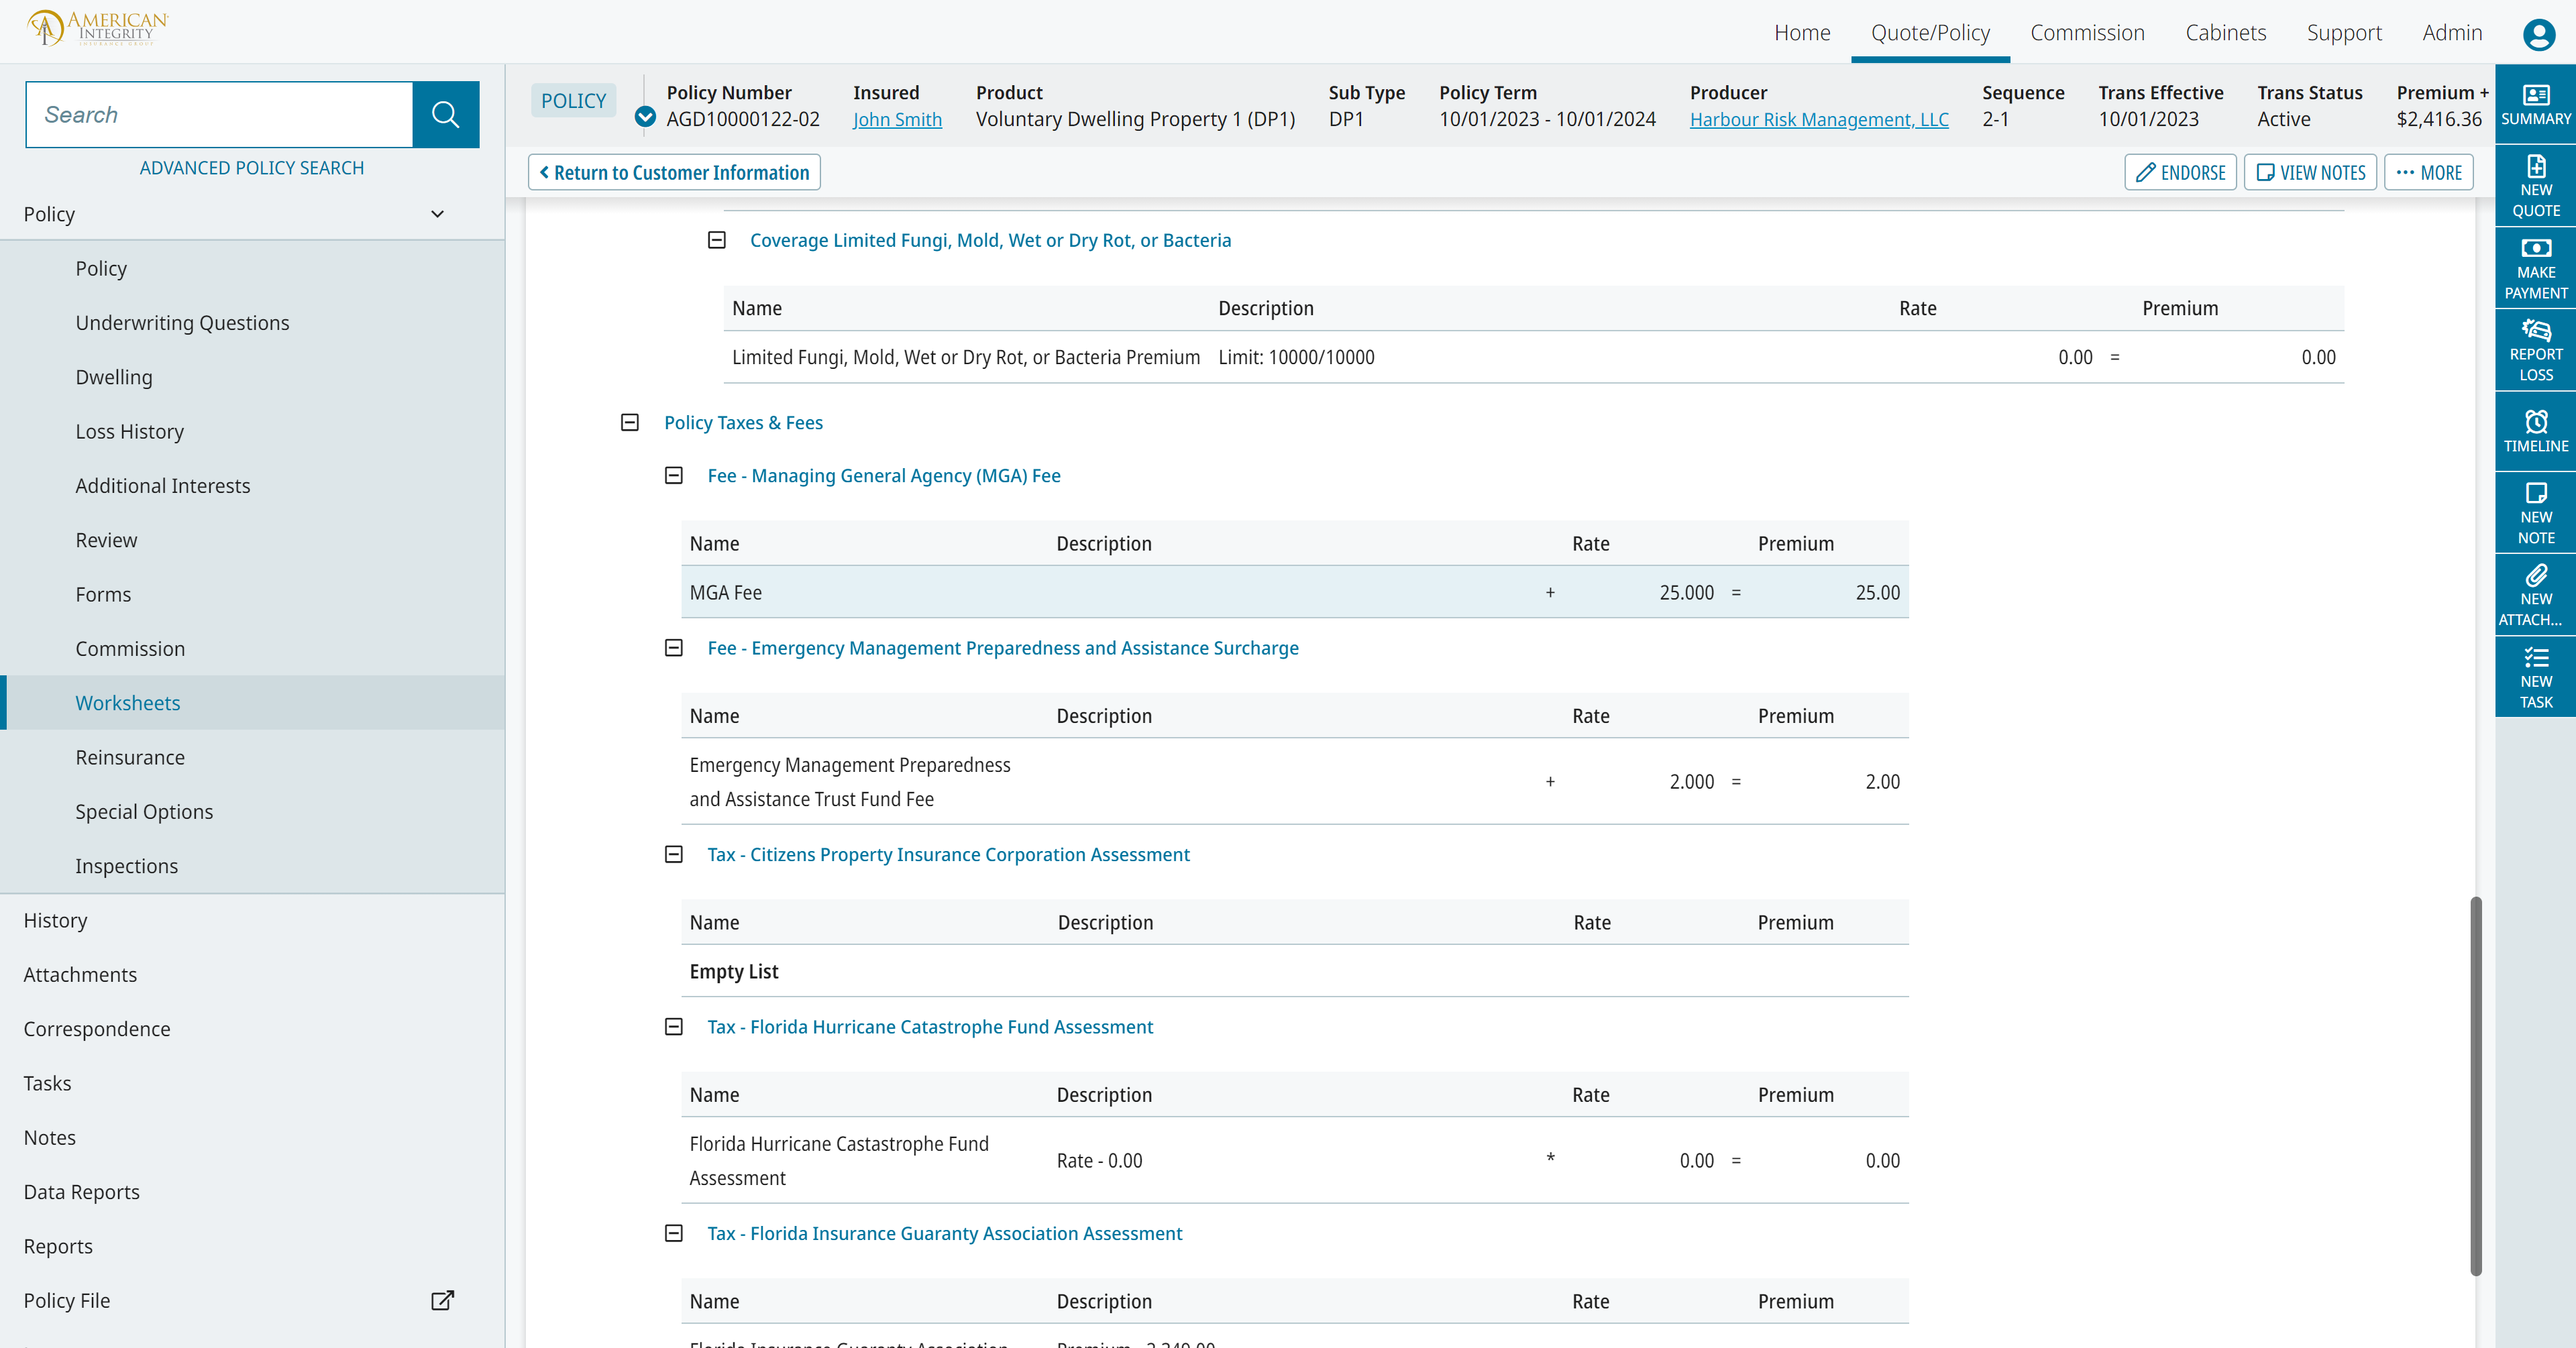 AMERICAN
INTEGRITY
INSURANCE GROUP
Home
Quote/Policy
Commission
Cabinets
Support
Admin
Search
ADVANCED POLICY SEARCH
Policy
Policy
Underwriting Questions
Dwelling
Loss History
Additional Interests
Review
Forms
Commission
Worksheets
Reinsurance
Special Options
Inspections
History
Attachments
Correspondence
Tasks
Notes
Data Reports
Reports
Policy File
POLICY
Policy Number
AGD10000122-02
Insured
John Smith
Product
Voluntary Dwelling Property 1 (DP1)
Sub Type
DP1
Policy Term
10/01/2023 - 10/01/2024
Producer
Harbour Risk Management, LLC
Sequence
2-1
Trans Effective
10/01/2023
Trans Status
Active
Premium +
$2,416.36
Return to Customer Information
ENDORSE
VIEW NOTES
MORE
Coverage Limited Fungi, Mold, Wet or Dry Rot, or Bacteria
Name Description Rate Premium
Limited Fungi, Mold, Wet or Dry Rot, or Bacteria Premium Limit: 10000/10000 0.00 = 0.00
Policy Taxes & Fees
Fee - Managing General Agency (MGA) Fee
Name Description Rate Premium
MGA Fee + 25.000 = 25.00
Fee - Emergency Management Preparedness and Assistance Surcharge
Name Description Rate Premium
Emergency Management Preparedness
and Assistance Trust Fund Fee
+ 2.000 = 2.00
Tax - Citizens Property Insurance Corporation Assessment
Name Description Rate Premium
Empty List
Tax - Florida Hurricane Catastrophe Fund Assessment
Name Description Rate Premium
Florida Hurricane Castastrophe Fund
Assessment
Rate - 0.00 * 0.00 = 0.00
Tax - Florida Insurance Guaranty Association Assessment
Name Description Rate Premium
Florida Insurance Guaranty Association Premium - 2,349.00
SUMMARY
NEW
QUOTE
MAKE
PAYMENT
REPORT
LOSS
TIMELINE
NEW
NOTE
NEW
ATTACH...
NEW
TASK